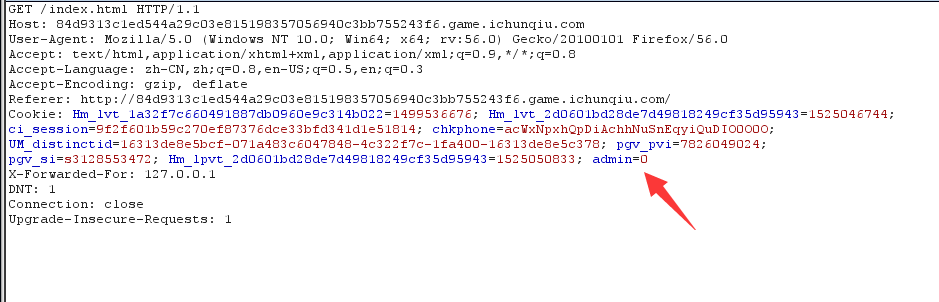 GET /index.html HTTP/1.1
Host: 84d9313c1ed544a29c03e815198357056940c3bb755243f6.game.ichunqiu.com
User-Agent: Mozilla/5.0 (Windows NT 10.0; Win64; x64; rv:56.0) Gecko/20100101 Firefox/56.0
Accept: text/html,application/xhtml+xml,application/xml;q=0.9,*/*;q=0.8
Accept-Language: zh-CN,zh;q=0.8,en-US;q=0.5,en;q=0.3
Accept-Encoding: gzip, deflate
Referer: http://84d9313c1ed544a29c03e815198357056940c3bb755243f6.game.ichunqiu.com/
Cookie: Hm_lvt_1a32f7c660491887db0960e9c314b022=1499536676; Hm_lvt_2d0601bd28de7d49818249cf35d95943=1525046744;
ci_session=9f2f601b59c270ef87376dce33bfd341d1e51814; chkphone=acWxNpxhQpDiAchhNuSnEqyiQuDIO0O0O;
UM_distinctid=16313de8e5bcf-071a483c6047848-4c322f7c-1fa400-16313de8e5c378; pgv_pvi=7826049024;
pgv_si=s3128553472; Hm_lpvt_2d0601bd28de7d49818249cf35d95943=1525050833; admin=0
X-Forwarded-For: 127.0.0.1
DNT: 1
Connection: close
Upgrade-Insecure-Requests: 1